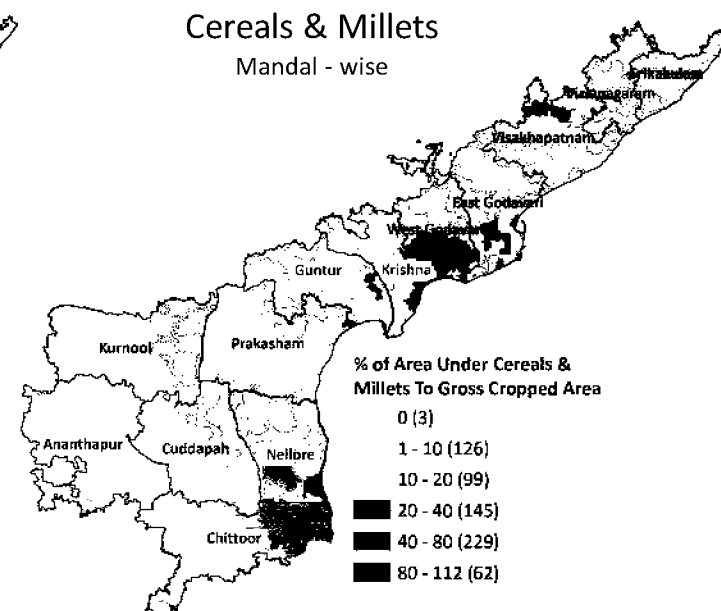 Cereals & Millets
Mandal - wise
Srikakulam
Vizianagaram
Visakhapatnam
East Godavari
West Godavari
Guntur
Krishna
Kurnool
Prakasham
% of Area Under Cereals &
Millets To Gross Cropped Area
0 (3)
Ananthapur
Cuddapah
Nellore
1 - 10 (126)
10 - 20 (99)
20 - 40 (145)
Chittoor
40 - 80 (229)
80 - 112 (62)